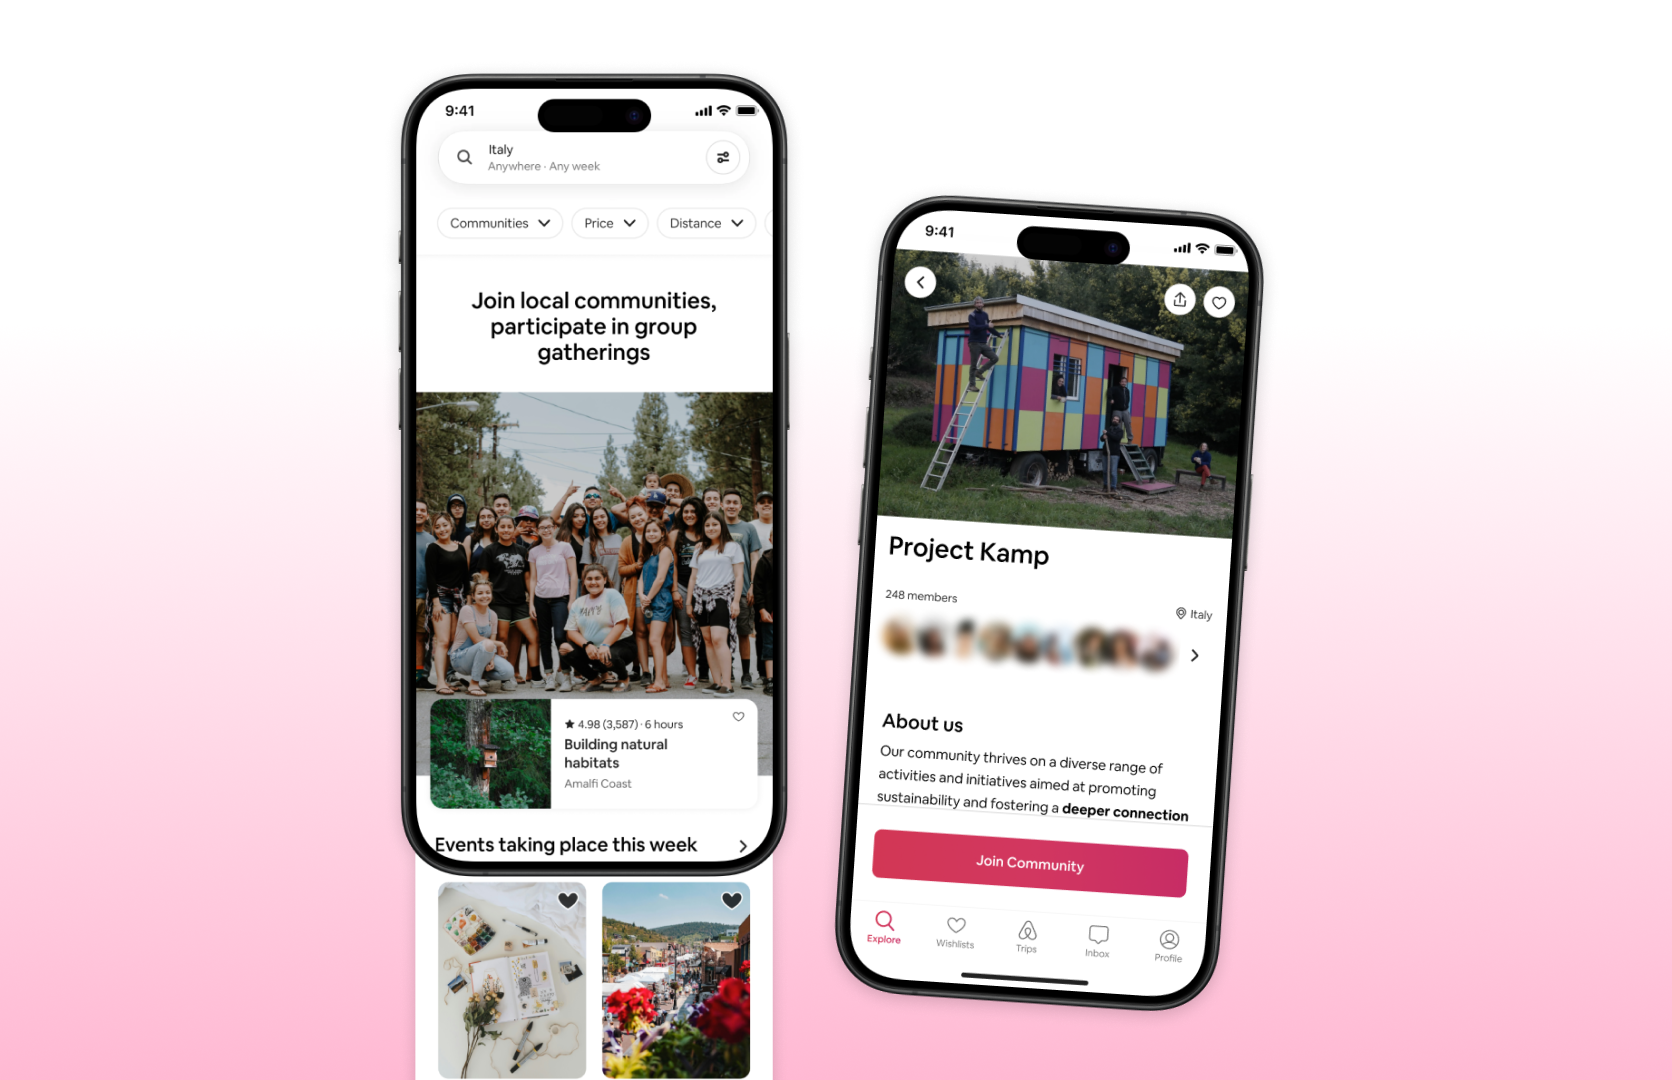 9:41
Italy
Anywhere · Any week
Communities
Price
Distance
Join local communities,
participate in group
gatherings
HAPPY
★ 4.98 (3,587) · 6 hours
Building natural
habitats
Amalfi Coast
Events taking place this week
9:41
Project Kamp
248 members
Italy
About us
Our community thrives on a diverse range of
activities and initiatives aimed at promoting
sustainability and fostering a deeper connection
Join Community
Explore
Wishlists
Trips
Inbox
Profile